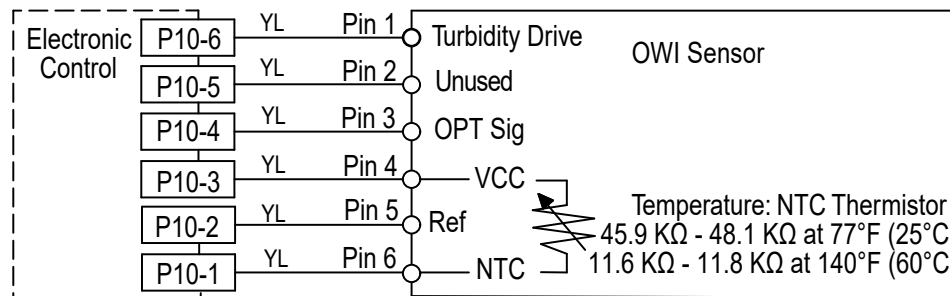 Electronic
Control
P10-6 YL Pin 1 Turbidity Drive
OWI Sensor
P10-5 YL Pin 2 Unused
P10-4 YL Pin 3 OPT Sig
P10-3 YL Pin 4 VCC
P10-2 YL Pin 5 Ref
P10-1 YL Pin 6 NTC
Temperature: NTC Thermistor
45.9 KΩ - 48.1 KΩ at 77°F (25°C
11.6 KΩ - 11.8 KΩ at 140°F (60°C